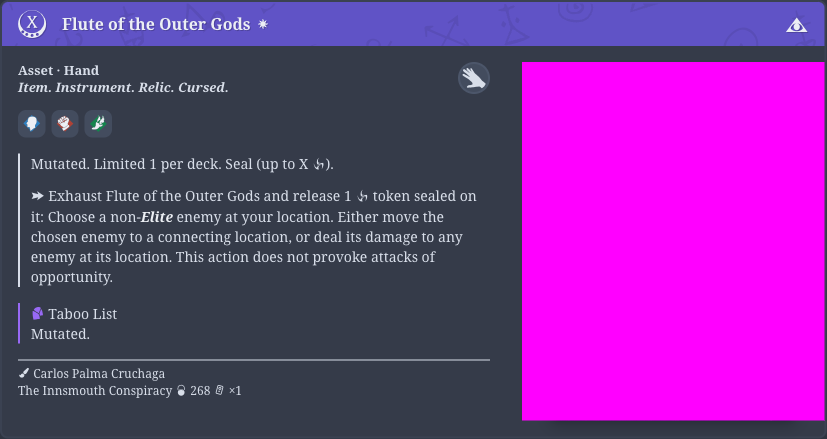 X Flute of the Outer Gods
Asset · Hand
Item. Instrument. Relic. Cursed.
Mutated. Limited 1 per deck. Seal (up to X ).
Exhaust Flute of the Outer Gods and release 1 token sealed on
it: Choose a non-Elite enemy at your location. Either move the
chosen enemy to a connecting location, or deal its damage to any
enemy at its location. This action does not provoke attacks of
opportunity.
Taboo List
Mutated.
Carlos Palma Cruchaga
The Innsmouth Conspiracy 268 ×1